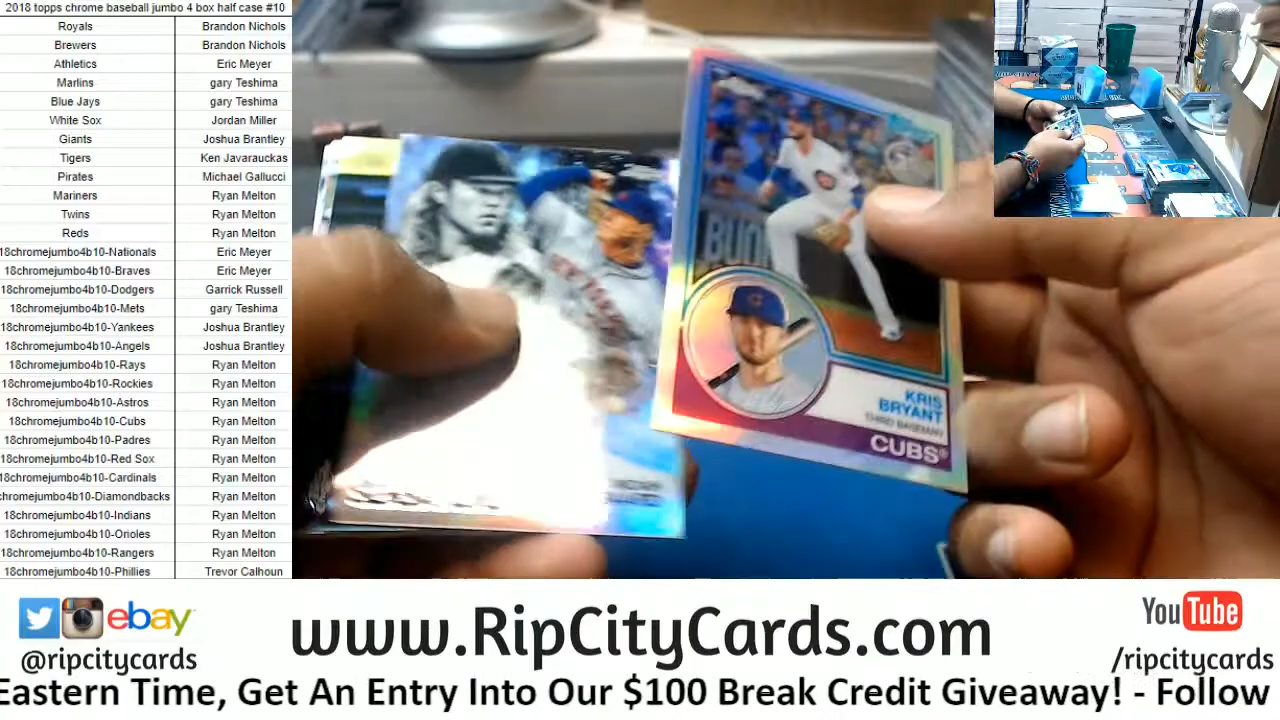 2018 topps chrome baseball jumbo 4 box half case #10
Royals Brandon Nichols
Brewers Brandon Nichols
Athletics Eric Meyer
Marlins gary Teshima
Blue Jays gary Teshima
White Sox Jordan Miller
Giants Joshua Brantley
Tigers Ken Javarauckas
Pirates Michael Gallucci
Mariners Ryan Melton
Twins Ryan Melton
Reds Ryan Melton
18chromejumbo4b10-Nationals Eric Meyer
18chromejumbo4b10-Braves Eric Meyer
18chromejumbo4b10-Dodgers Garrick Russell
18chromejumbo4b10-Mets gary Teshima
18chromejumbo4b10-Yankees Joshua Brantley
18chromejumbo4b10-Angels Joshua Brantley
18chromejumbo4b10-Rays Ryan Melton
18chromejumbo4b10-Rockies Ryan Melton
18chromejumbo4b10-Astros Ryan Melton
18chromejumbo4b10-Cubs Ryan Melton
18chromejumbo4b10-Padres Ryan Melton
18chromejumbo4b10-Red Sox Ryan Melton
18chromejumbo4b10-Cardinals Ryan Melton
chromejumbo4b10-Diamondbacks Ryan Melton
18chromejumbo4b10-Indians Ryan Melton
18chromejumbo4b10-Orioles Ryan Melton
18chromejumbo4b10-Rangers Ryan Melton
18chromejumbo4b10-Phillies Trevor Calhoun
KRIS
BRYANT
THIRD BASEMAN
CUBS®
ebay
@ripcitycards
www.RipCityCards.com
YouTube
/ripcitycards
Eastern Time, Get An Entry Into Our $100 Break Credit Giveaway! - Follow